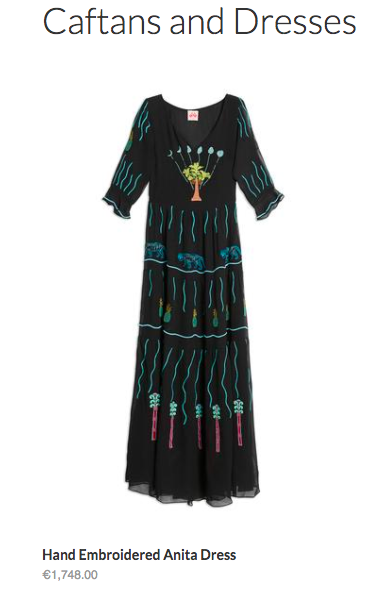 Caftans and Dresses
Hand Embroidered Anita Dress
€1,748.00